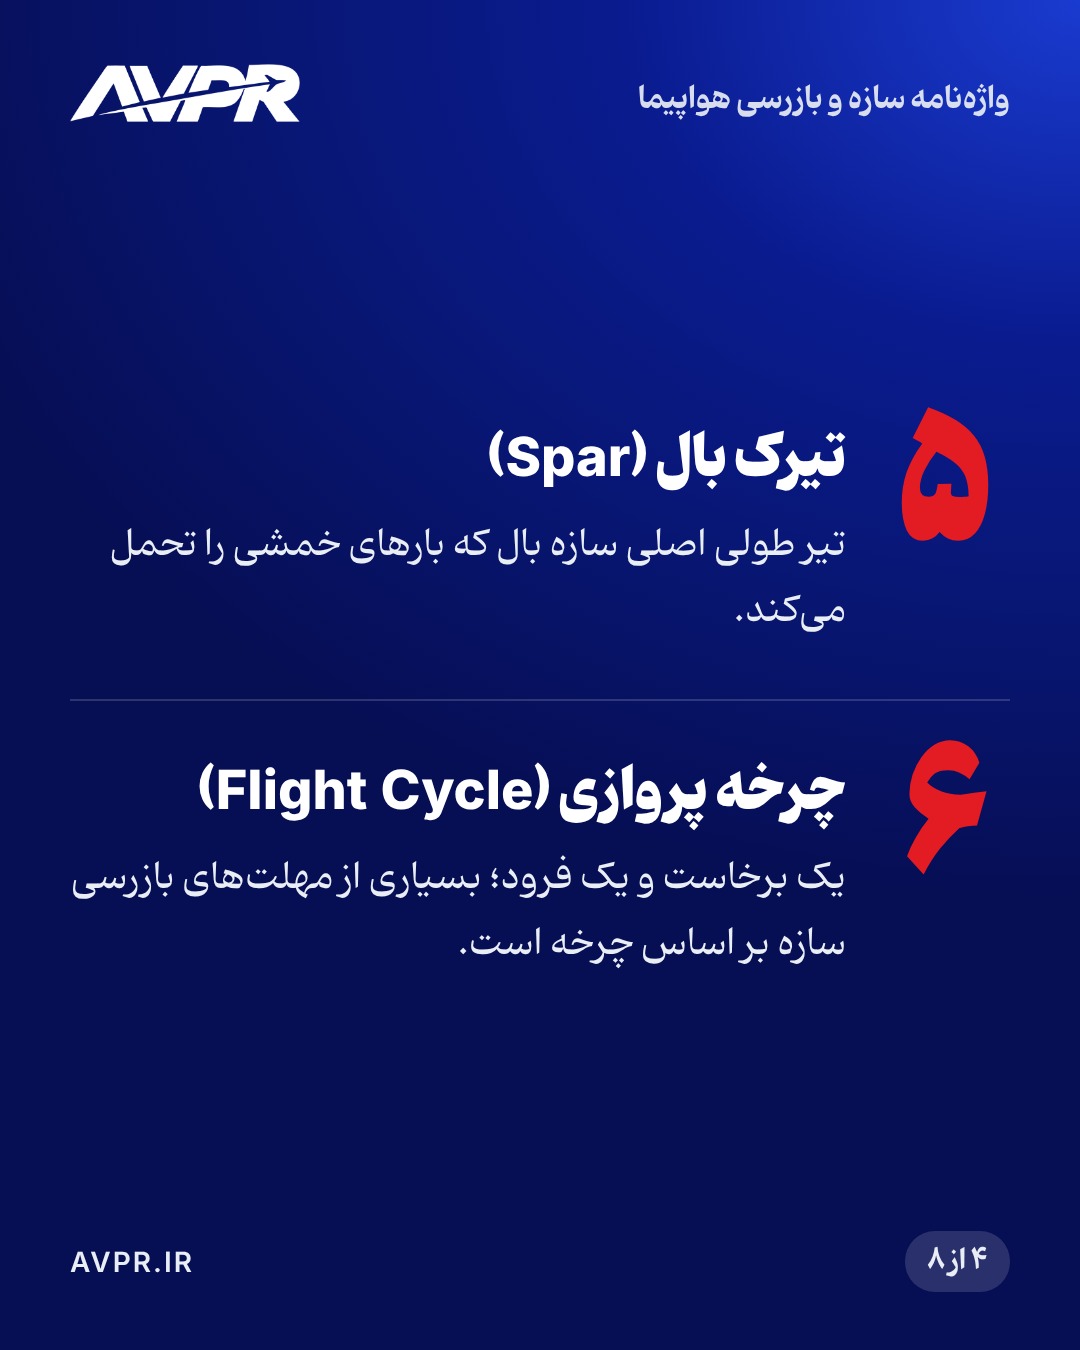 واژه‌نامه سازه و بازرسی هواپیما
AVPR
۵
تیرک بال (Spar)
تیر طولی اصلی سازه بال که بارهای خمشی را تحمل
می‌کند.
۶
چرخه پروازی (Flight Cycle)
یک برخاست و یک فرود؛ بسیاری از مهلت‌های بازرسی
سازه بر اساس چرخه است.
۴ از ۸
AVPR.IR